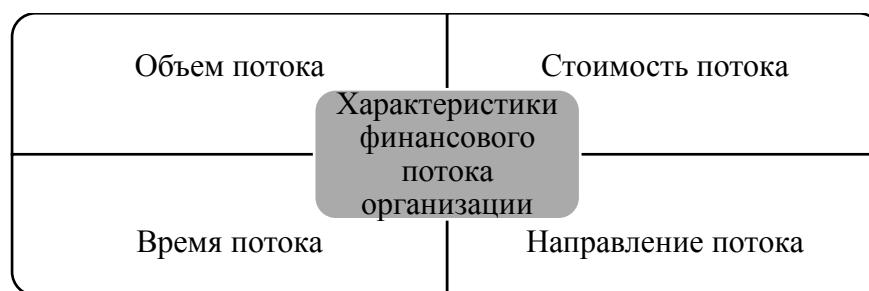 Объем потока
Стоимость потока
Характеристики
финансового
потока
организации
Время потока
Направление потока